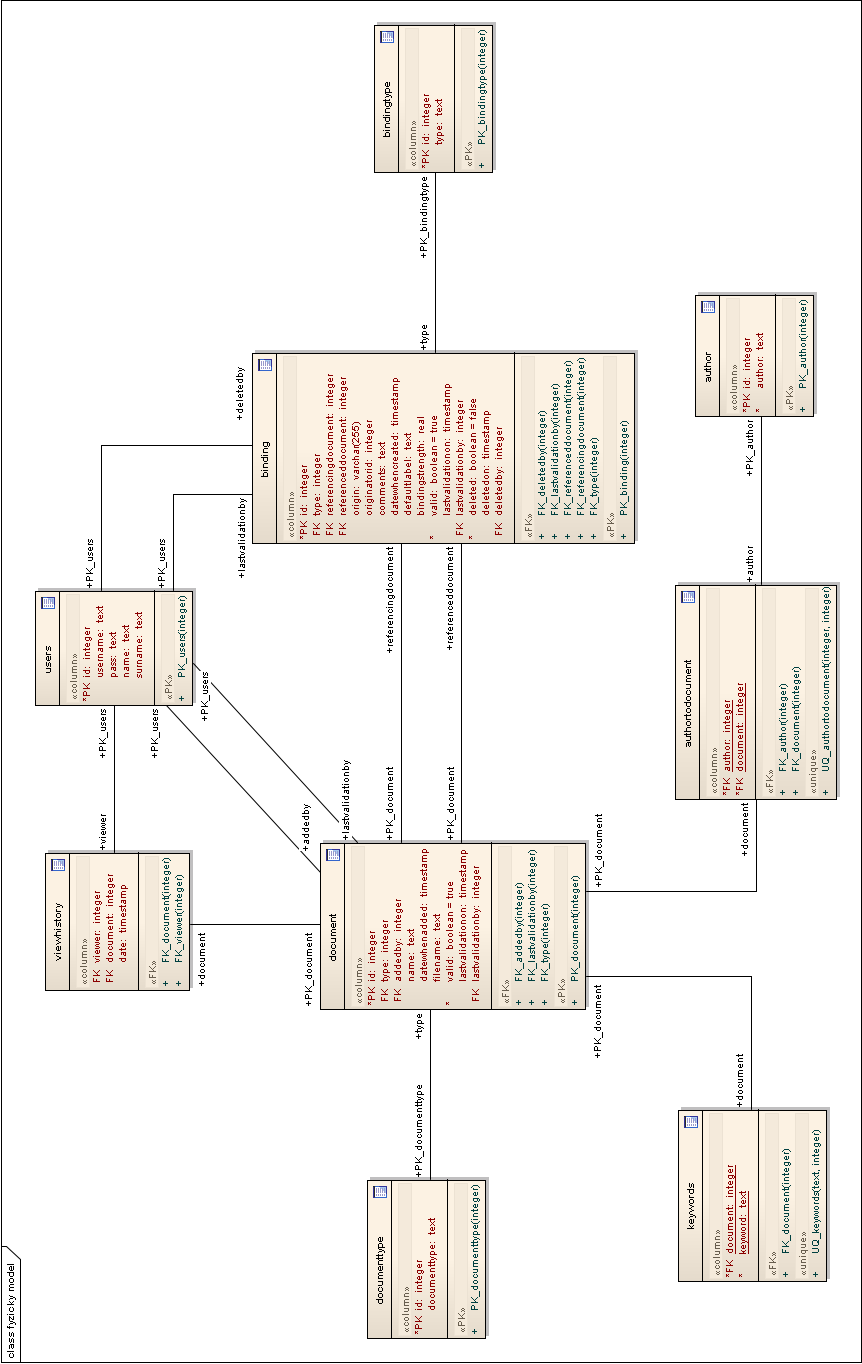 class fyzicky model
users
«column»
*PK id: integer
username: text
pass: text
name: text
surname: text
«PK»
+ PK_users(integer)
viewhistory
«column»
FK viewer: integer
FK document: integer
date: timestamp
«FK»
+ FK_document(integer)
+ FK_viewer(integer)
binding
«column»
*PK id: integer
FK type: integer
FK referencingdocument: integer
FK referenceddocument: integer
origin: varchar(255)
originatorid: integer
comments: text
datewhencreated: timestamp
defaultlabel: text
bindingstrength: real
* valid: boolean = true
lastvalidationon: timestamp
FK lastvalidationby: integer
* deleted: boolean = false
deletedon: timestamp
FK deletedby: integer
«FK»
+ FK_deletedby(integer)
+ FK_lastvalidationby(integer)
+ FK_referenceddocument(integer)
+ FK_referencingdocument(integer)
+ FK_type(integer)
«PK»
+ PK_binding(integer)
bindingtype
«column»
*PK id: integer
type: text
«PK»
+ PK_bindingtype(integer)
document
«column»
*PK id: integer
FK type: integer
FK addedby: integer
name: text
datewhenadded: timestamp
filename: text
* valid: boolean = true
lastvalidationon: timestamp
FK lastvalidationby: integer
«FK»
+ FK_addedby(integer)
+ FK_lastvalidationby(integer)
+ FK_type(integer)
«PK»
+ PK_document(integer)
documenttype
«column»
*PK id: integer
documenttype: text
«PK»
+ PK_documenttype(integer)
keywords
«column»
*FK document: integer
* keyword: text
«FK»
+ FK_document(integer)
«unique»
+ UQ_keywords(text, integer)
authortodocument
«column»
*FK author: integer
*FK document: integer
«FK»
+ FK_author(integer)
+ FK_document(integer)
«unique»
+ UQ_authortodocument(integer, integer)
author
«column»
*PK id: integer
* author: text
«PK»
+ PK_author(integer)
+PK_users
+deletedby
+PK_users
+lastvalidationby
+PK_users
+viewer
+PK_users
+addedby
+PK_users
+lastvalidationby
+document
+PK_document
+PK_document
+referencingdocument
+PK_document
+referenceddocument
+type
+PK_bindingtype
+PK_documenttype
+type
+PK_document
+document
+PK_document
+document
+author
+PK_author